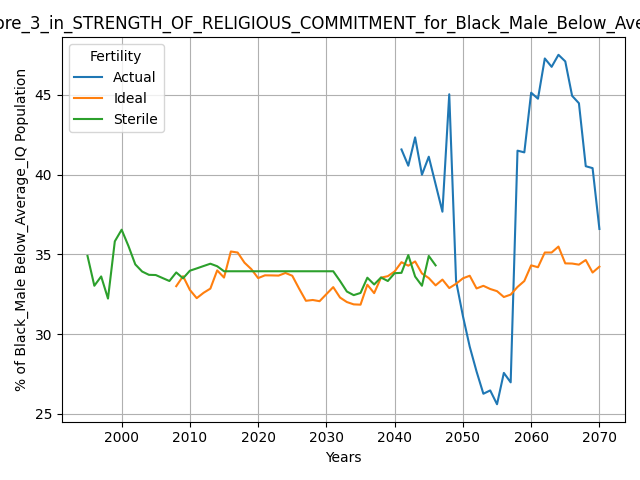 ore_3_in_STRENGTH_OF_RELIGIOUS_COMMITMENT_for_Black_Male_Below_Ave
Fertility
Actual
Ideal
Sterile
% of Black_Male Below_Average_IQ Population
45
40
35
30
25
2000 2010 2020 2030 2040 2050 2060 2070
Years